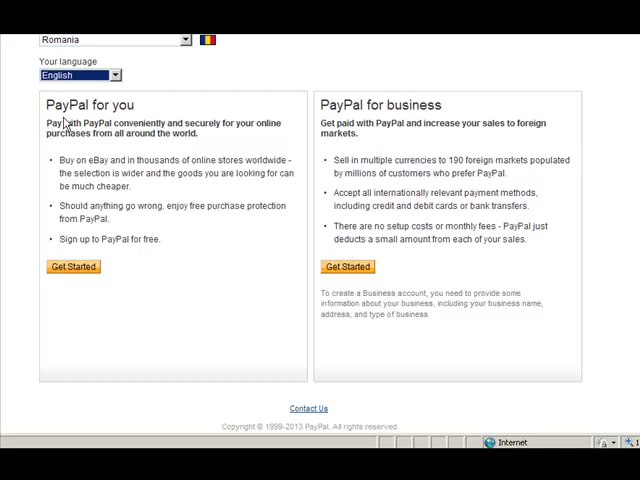 Romania
Your language
English
PayPal for you
Pay with PayPal conveniently and securely for your online
purchases from all around the world.
• Buy on eBay and in thousands of online stores worldwide -
the selection is wider and the goods you are looking for can
be much cheaper.
• Should anything go wrong, enjoy free purchase protection
from PayPal.
• Sign up to PayPal for free.
Get Started
PayPal for business
Get paid with PayPal and increase your sales to foreign
markets.
• Sell in multiple currencies to 190 foreign markets populated
by millions of customers who prefer PayPal.
• Accept all internationally relevant payment methods,
including credit and debit cards or bank transfers.
• There are no setup costs or monthly fees - PayPal just
deducts a small amount from each of your sales.
Get Started
To create a Business account, you need to provide some
information about your business, including your business name,
address, and type of business.
Contact Us
Copyright © 1999-2013 PayPal. All rights reserved.
Internet
1